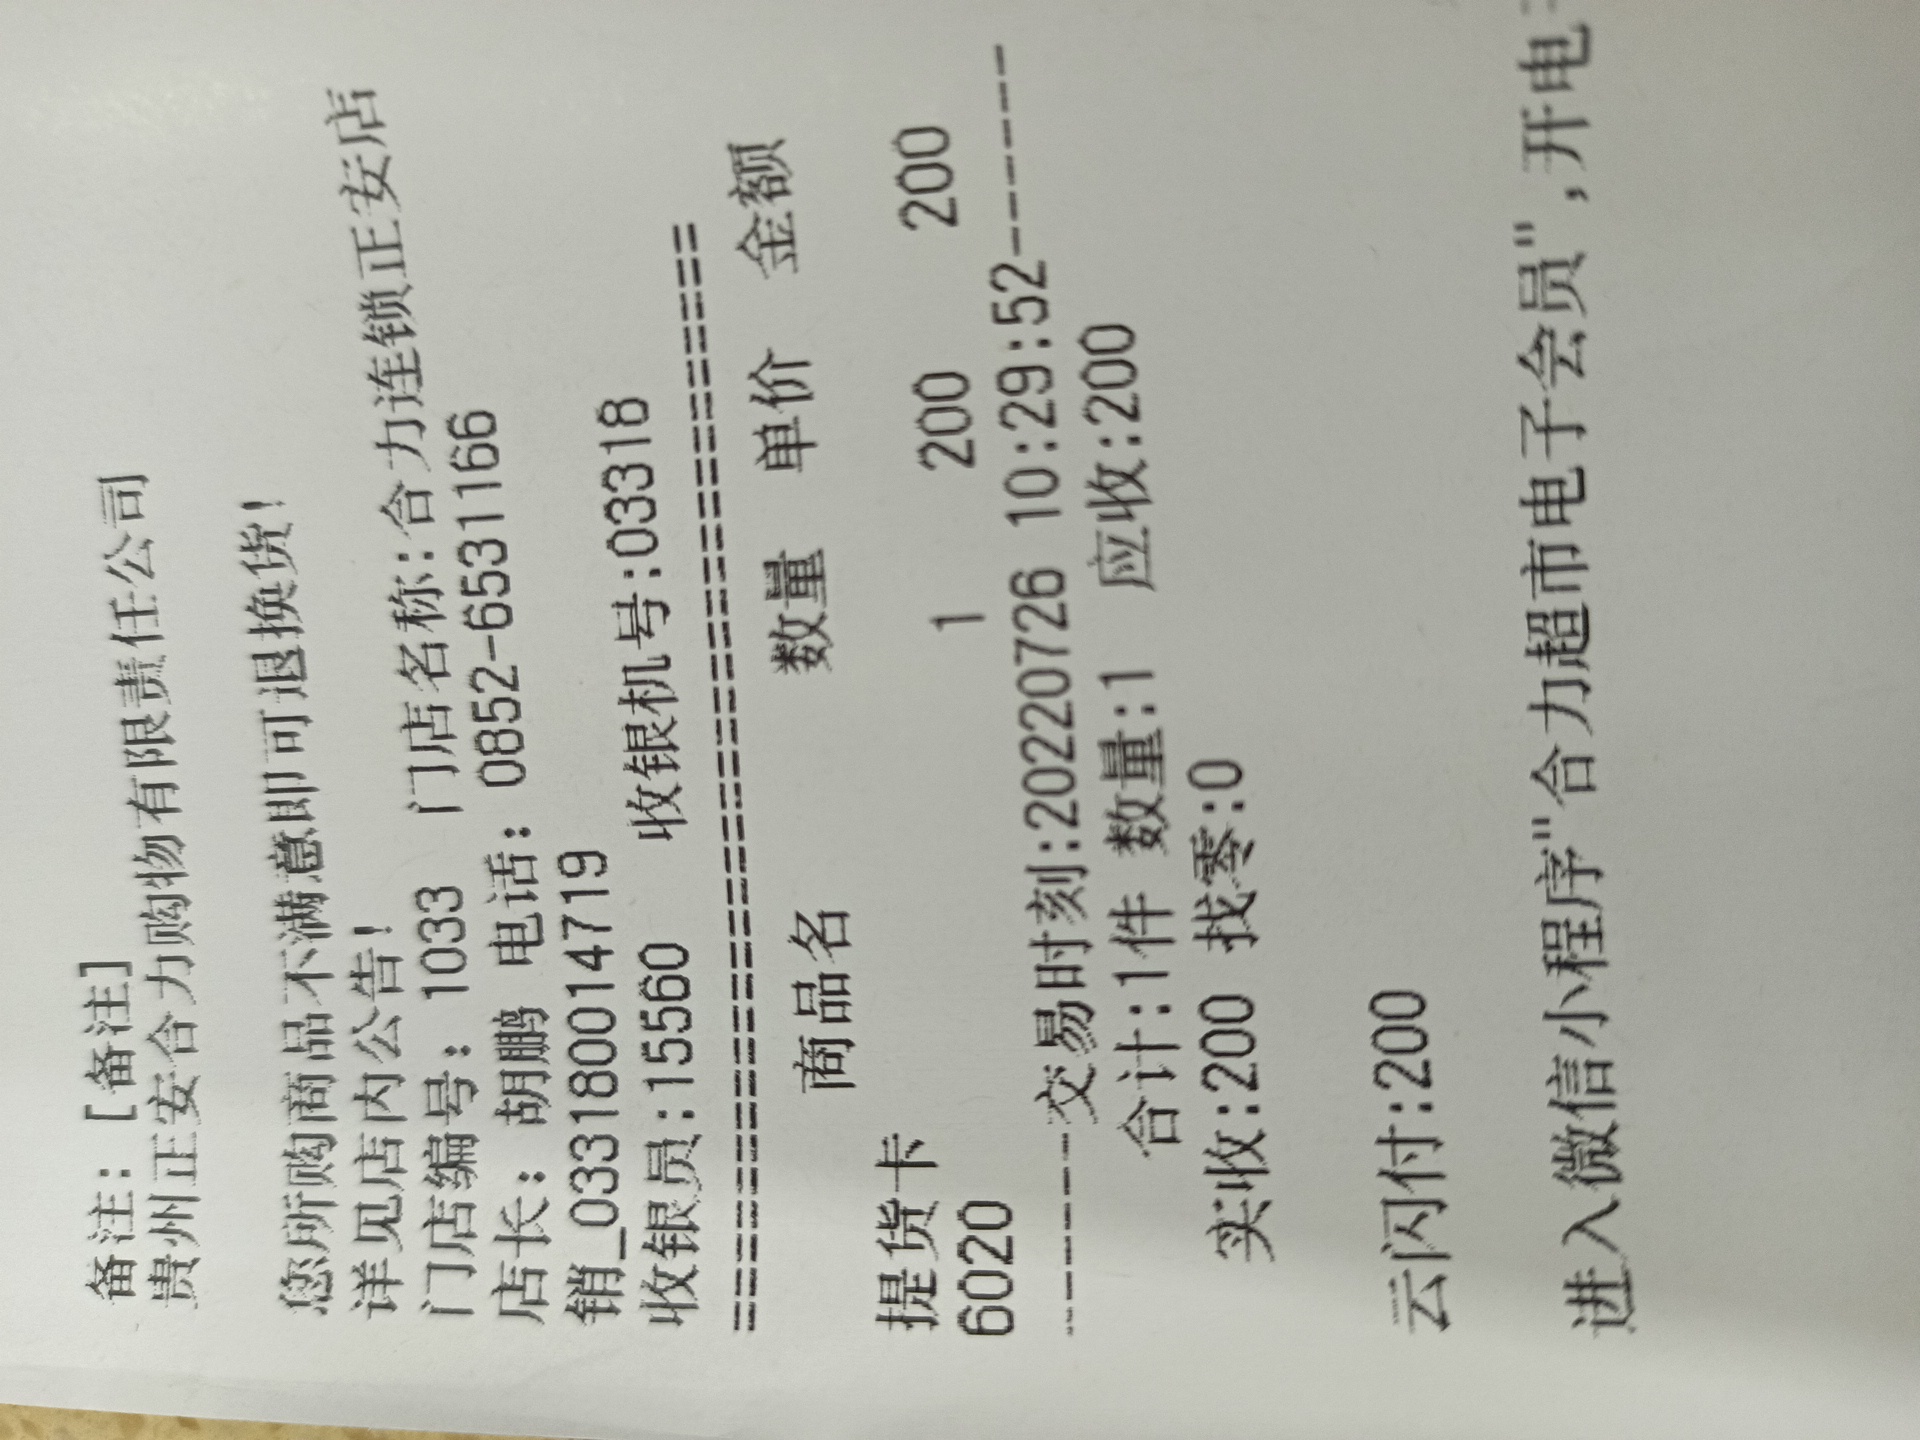 备注：[备注]
贵州正安合力购物有限责任公司
您所购商品不满意即可退换货！
详见店内公告！
门店编号：1033 门店名称:合力连锁正安店
店长：胡鹏 电话：0852-6531166
销_033180014719
收银员:15560 收银机号:03318
==========================================
商品名 数量 单价 金额
提货卡
6020 1 200 200
-------交易时刻:20220726 10:29:52-------
合计:1件 数量:1 应收:200
实收:200 找零:0
云闪付:200
进入微信小程序"合力超市电子会员",开电